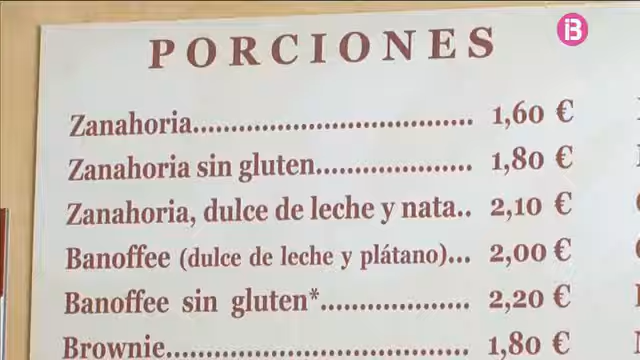 PORCIONES
Zanahoria..................................... 1,60 €
Zanahoria sin gluten..................... 1,80 €
Zanahoria, dulce de leche y nata.. 2,10 €
Banoffee (dulce de leche y plátano)... 2,00 €
Banoffee sin gluten*.................... 2,20 €
Brownie........................................ 1,80 €